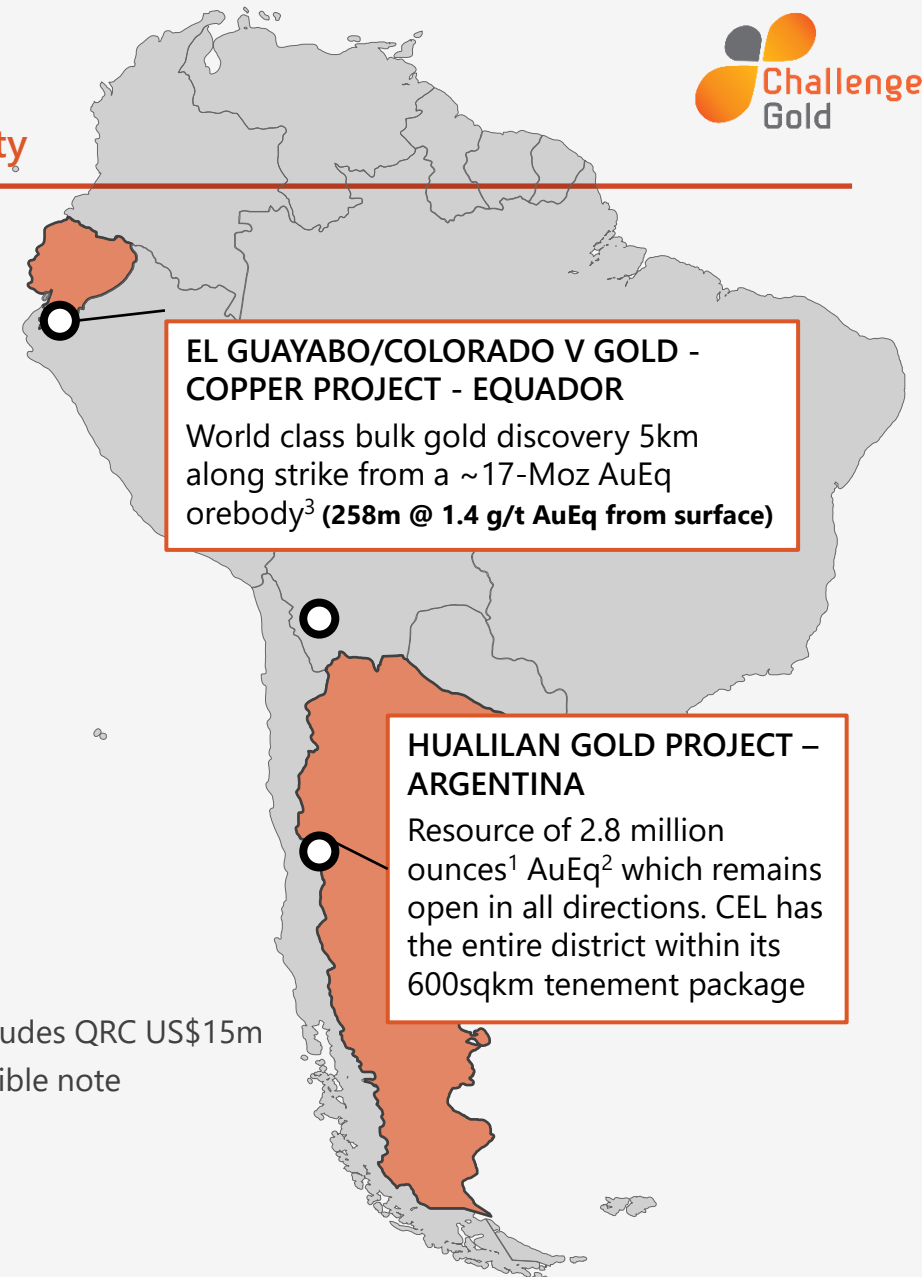 Challenge
Gold
ty
EL GUAYABO/COLORADO V GOLD -
COPPER PROJECT - EQUADOR
World class bulk gold discovery 5km
along strike from a ~17-Moz AuEq
orebody³ (258m @ 1.4 g/t AuEq from surface)
HUALILAN GOLD PROJECT –
ARGENTINA
Resource of 2.8 million
ounces¹ AuEq² which remains
open in all directions. CEL has
the entire district within its
600sqkm tenement package
udes QRC US$15m
ible note